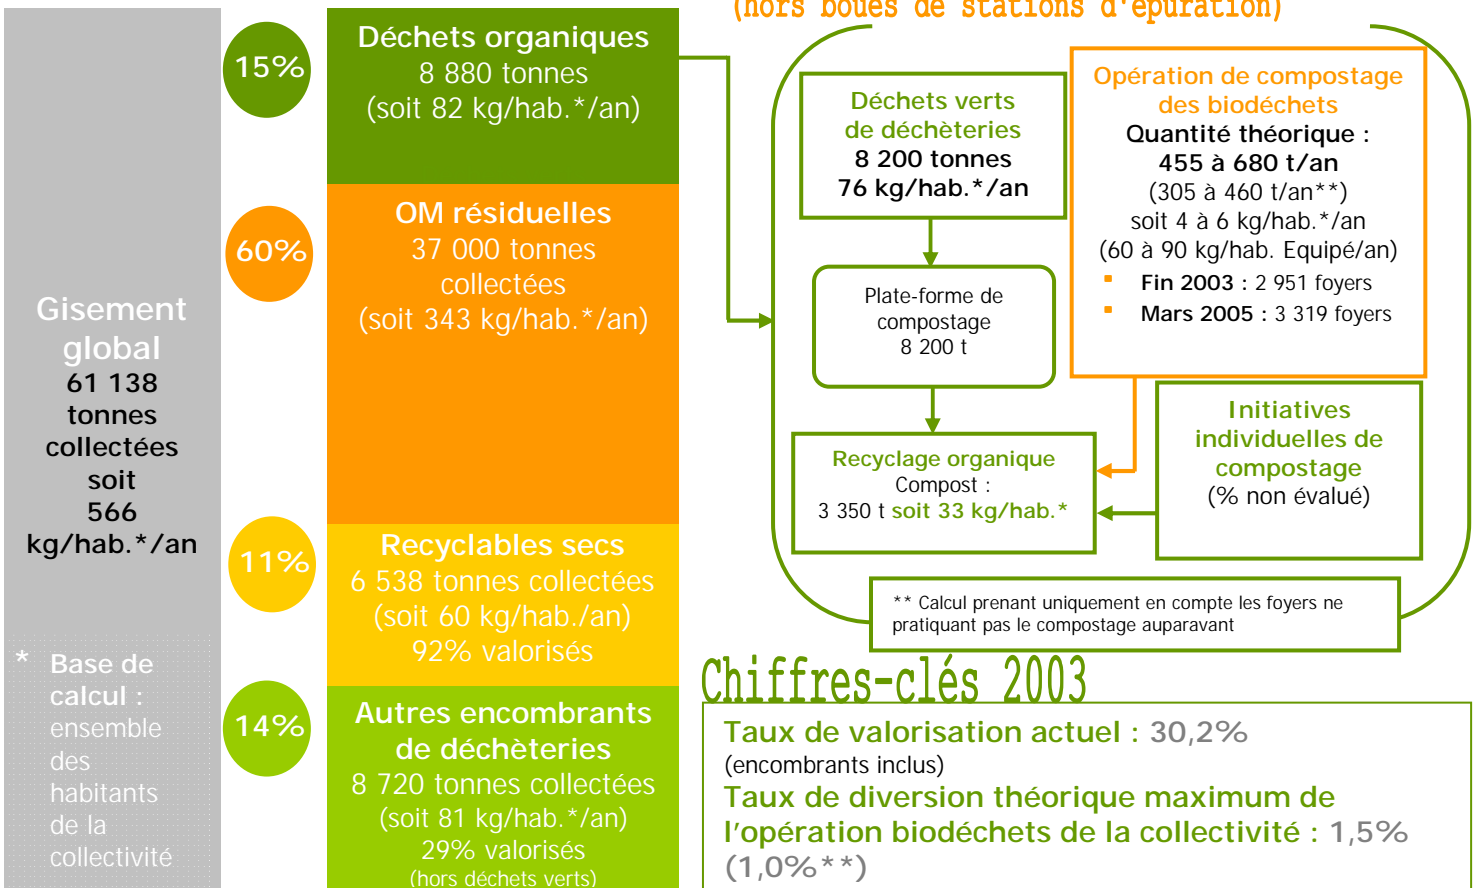 (hors boues de stations d'épuration)
Gisement
global
61 138
tonnes
collectées
soit
566
kg/hab.*/an
* Base de
calcul :
ensemble
des
habitants
de la
collectivité
15%
Déchets organiques
8 880 tonnes
(soit 82 kg/hab.*/an)
60%
OM résiduelles
37 000 tonnes
collectées
(soit 343 kg/hab.*/an)
11%
Recyclables secs
6 538 tonnes collectées
(soit 60 kg/hab./an)
92% valorisés
14%
Autres encombrants
de déchèteries
8 720 tonnes collectées
(soit 81 kg/hab.*/an)
29% valorisés
(hors déchets verts)
Déchets verts
de déchèteries
8 200 tonnes
76 kg/hab.*/an
Plate-forme de
compostage
8 200 t
Recyclage organique
Compost :
3 350 t soit 33 kg/hab.*
Opération de compostage
des biodéchets
Quantité théorique :
455 à 680 t/an
(305 à 460 t/an**)
soit 4 à 6 kg/hab.*/an
(60 à 90 kg/hab. Equipé/an)
▪ Fin 2003 : 2 951 foyers
▪ Mars 2005 : 3 319 foyers
Initiatives
individuelles de
compostage
(% non évalué)
** Calcul prenant uniquement en compte les foyers ne
pratiquant pas le compostage auparavant
Chiffres-clés 2003
Taux de valorisation actuel : 30,2%
(encombrants inclus)
Taux de diversion théorique maximum de
l'opération biodéchets de la collectivité : 1,5%
(1,0%**)